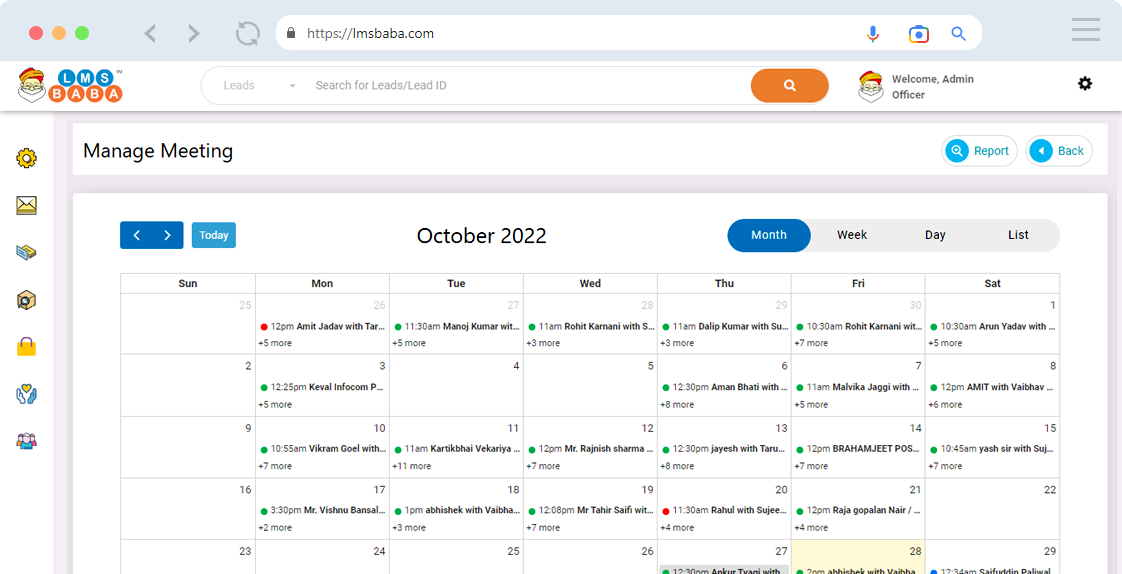 https://lmsbaba.com
LMS™
BABA
Leads
Search for Leads/Lead ID
Welcome, Admin
Officer
Manage Meeting
Report
Back
Today
October 2022
Month
Week
Day
List
Sun Mon Tue Wed Thu Fri Sat
25 26 27 28 29 30 1
12pm Amit Jadav with Tar... 11:30am Manoj Kumar wit... 11am Rohit Karnani with S... 11am Dalip Kumar with Su... 10:30am Rohit Karnani wit... 10:30am Arun Yadav with ...
+5 more +5 more +3 more +3 more +7 more +5 more
2 3 4 5 6 7 8
12:25pm Keval Infocom P... 12:30pm Aman Bhati with ... 11am Malvika Jaggi with ... 12pm AMIT with Vaibhav ...
+5 more +8 more +5 more +6 more
9 10 11 12 13 14 15
10:55am Vikram Goel with... 11am Kartikbhai Vekariya ... 12pm Mr. Rajnish sharma ... 12:30pm jayesh with Taru... 12pm BRAHAMJEET POS... 10:45am yash sir with Suj...
+7 more +11 more +7 more +8 more +7 more +7 more
16 17 18 19 20 21 22
3:30pm Mr. Vishnu Bansal... 1pm abhishek with Vaibha... 12:08pm Mr Tahir Saifi wit... 11:30am Rahul with Sujee... 12pm Raja gopalan Nair / ...
+2 more +3 more +7 more +4 more +4 more
23 24 25 26 27 28 29
12:30pm Ankur Tyagi with... 2pm abhishek with Vaibha... 12:34am Saifuddin Paliwal...